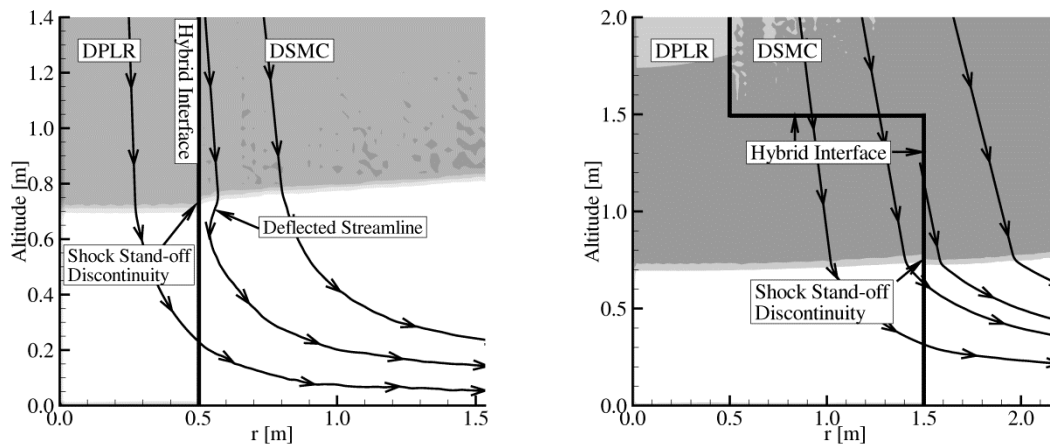 1.4
1.2
1.0
0.8
0.6
0.4
0.2
0.0
Altitude [m]
DPLR
Hybrid Interface
DSMC
Deflected Streamline
Shock Stand-off
Discontinuity
0.0
0.5
1.0
1.5
r [m]
2.0
1.5
1.0
0.5
0.0
Altitude [m]
DPLR
DSMC
Hybrid Interface
Shock Stand-off
Discontinuity
0.0
0.5
1.0
1.5
2.0
r [m]